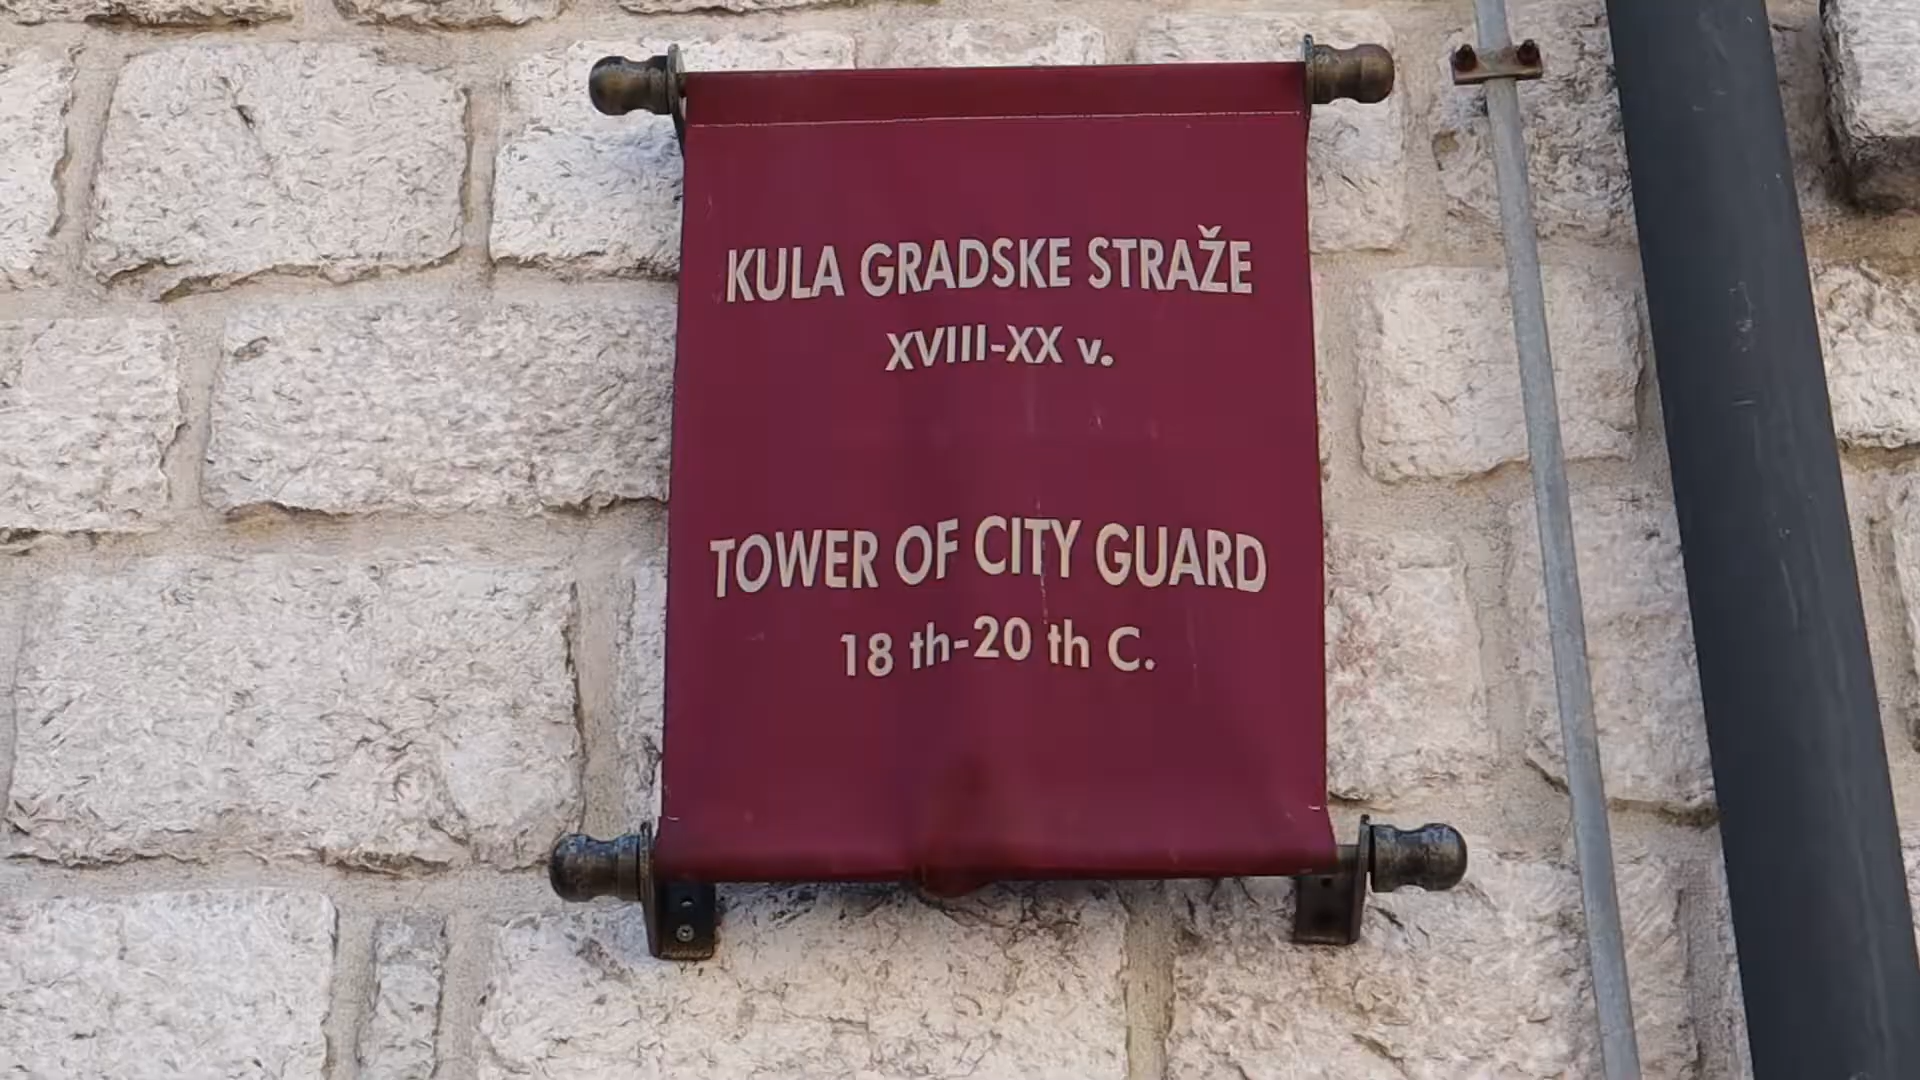 KULA GRADSKE STRAŽE
XVIII-XX v.
TOWER OF CITY GUARD
18 th-20 th C.